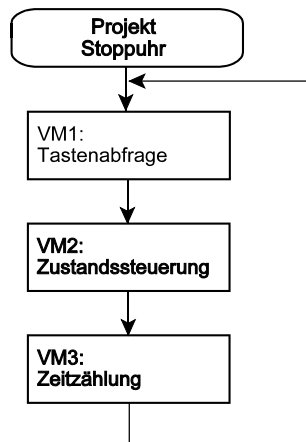 Projekt
Stoppuhr
VM1:
Tastenabfrage
VM2:
Zustandssteuerung
VM3:
Zeitzählung